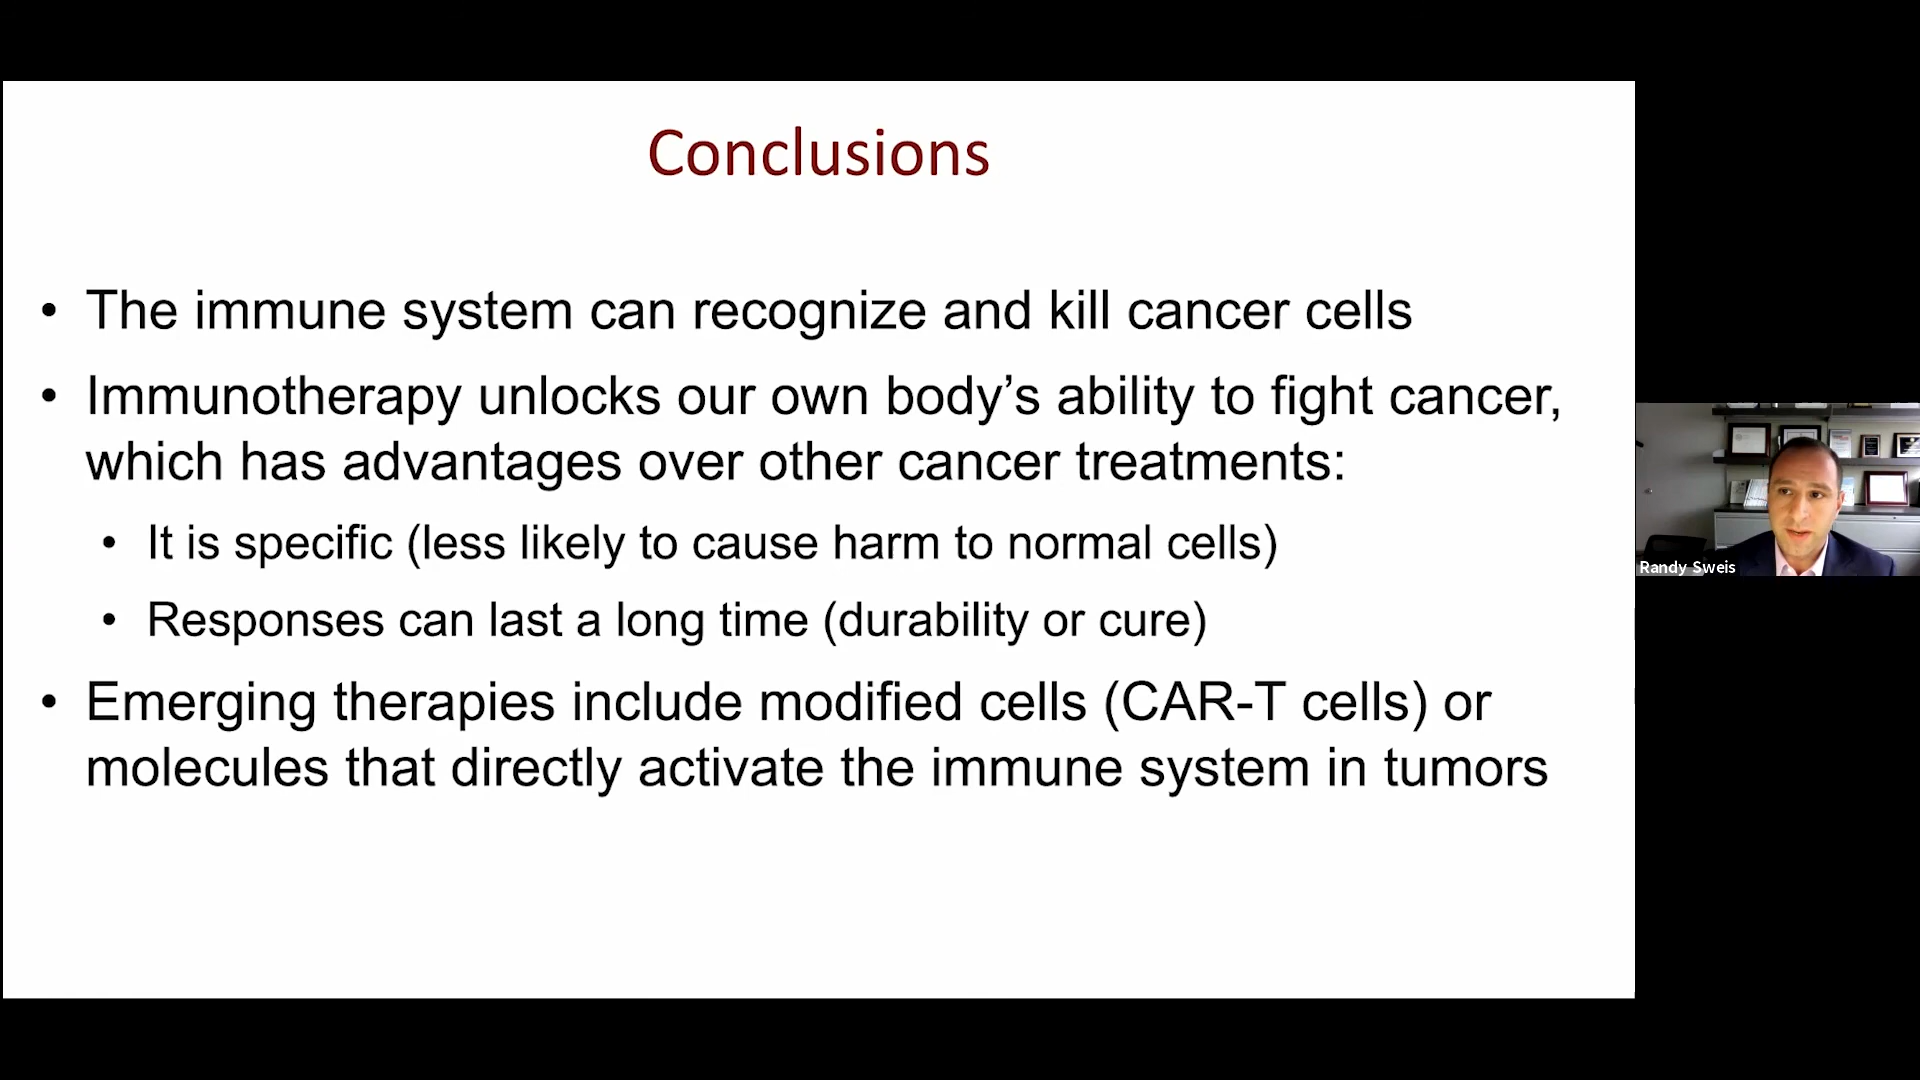 Conclusions
• The immune system can recognize and kill cancer cells
• Immunotherapy unlocks our own body’s ability to fight cancer,
which has advantages over other cancer treatments:
• It is specific (less likely to cause harm to normal cells)
• Responses can last a long time (durability or cure)
• Emerging therapies include modified cells (CAR-T cells) or
molecules that directly activate the immune system in tumors
Randy Sweis